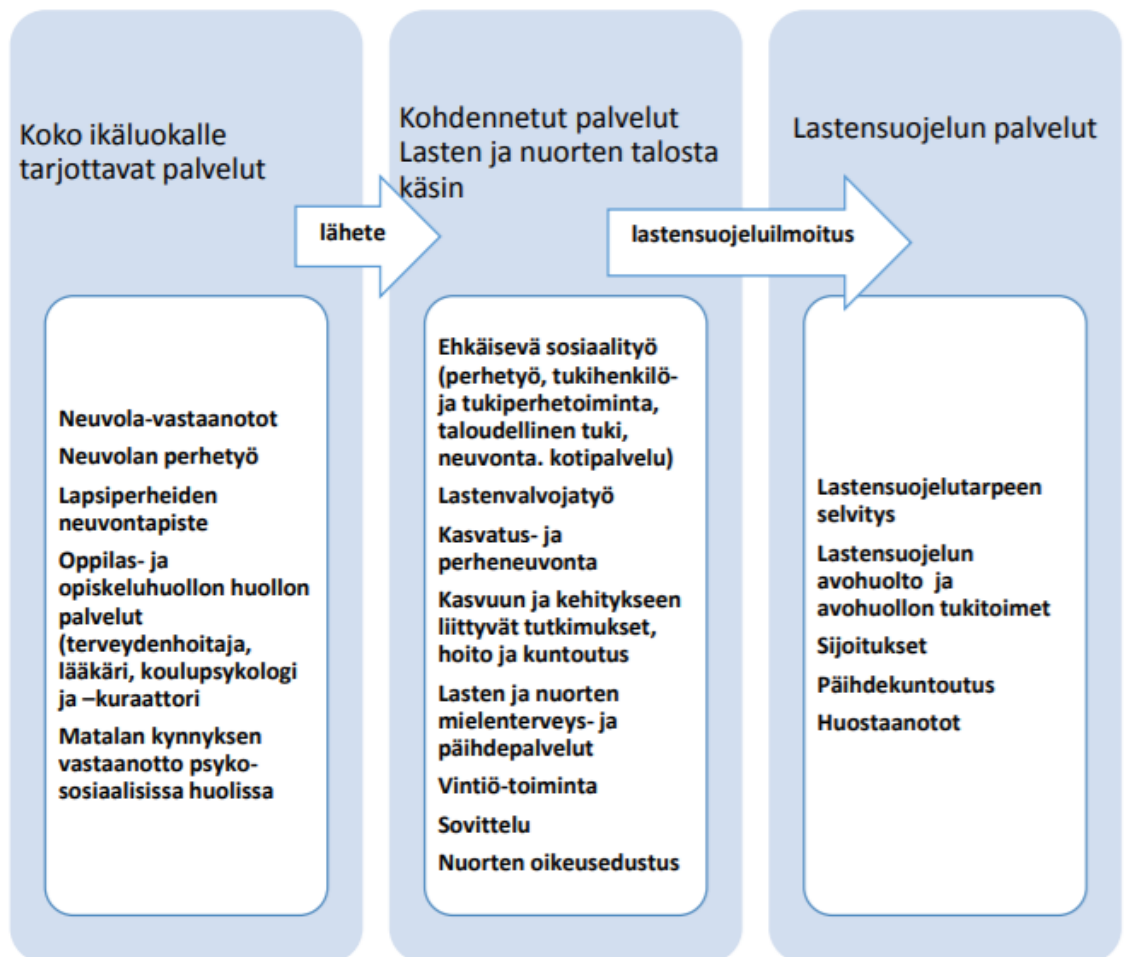 Koko ikäluokalle
tarjottavat palvelut
lähete
Neuvola-vastaanotot
Neuvolan perhetyö
Lapsiperheiden
neuvontapiste
Oppilas- ja
opiskeluhuollon huollon
palvelut
(terveydenhoitaja,
lääkäri, koulupsykologi
ja –kuraattori
Matalan kynnyksen
vastaanotto psyko-
sosiaalisissa huolissa
Kohdennetut palvelut
Lasten ja nuorten talosta
käsin
lastensuojeluilmoitus
Ehkäisevä sosiaalityö
(perhetyö, tukihenkilö-
ja tukiperhetoiminta,
taloudellinen tuki,
neuvonta. kotipalvelu)
Lastenvalvojatyö
Kasvatus- ja
perheneuvonta
Kasvuun ja kehitykseen
liittyvät tutkimukset,
hoito ja kuntoutus
Lasten ja nuorten
mielenterveys- ja
päihdepalvelut
Vintiö-toiminta
Sovittelu
Nuorten oikeusedustus
Lastensuojelun palvelut
Lastensuojelutarpeen
selvitys
Lastensuojelun
avohuolto ja
avohuollon tukitoimet
Sijoitukset
Päihdekuntoutus
Huostaanotot